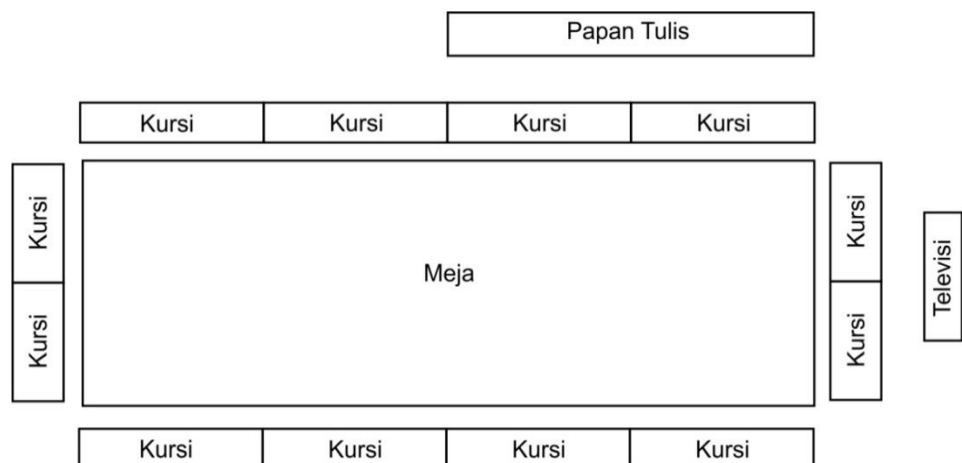 Papan Tulis
Kursi Kursi Kursi Kursi
Kursi
Kursi
Meja
Kursi
Kursi
Televisi
Kursi Kursi Kursi Kursi